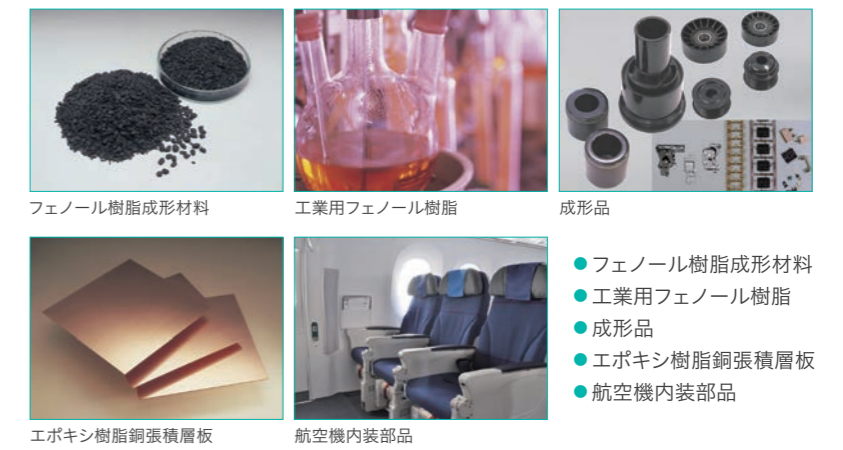 フェノール樹脂成形材料
工業用フェノール樹脂
成形品
エポキシ樹脂銅張積層板
航空機内装部品
●フェノール樹脂成形材料
●工業用フェノール樹脂
●成形品
●エポキシ樹脂銅張積層板
●航空機内装部品